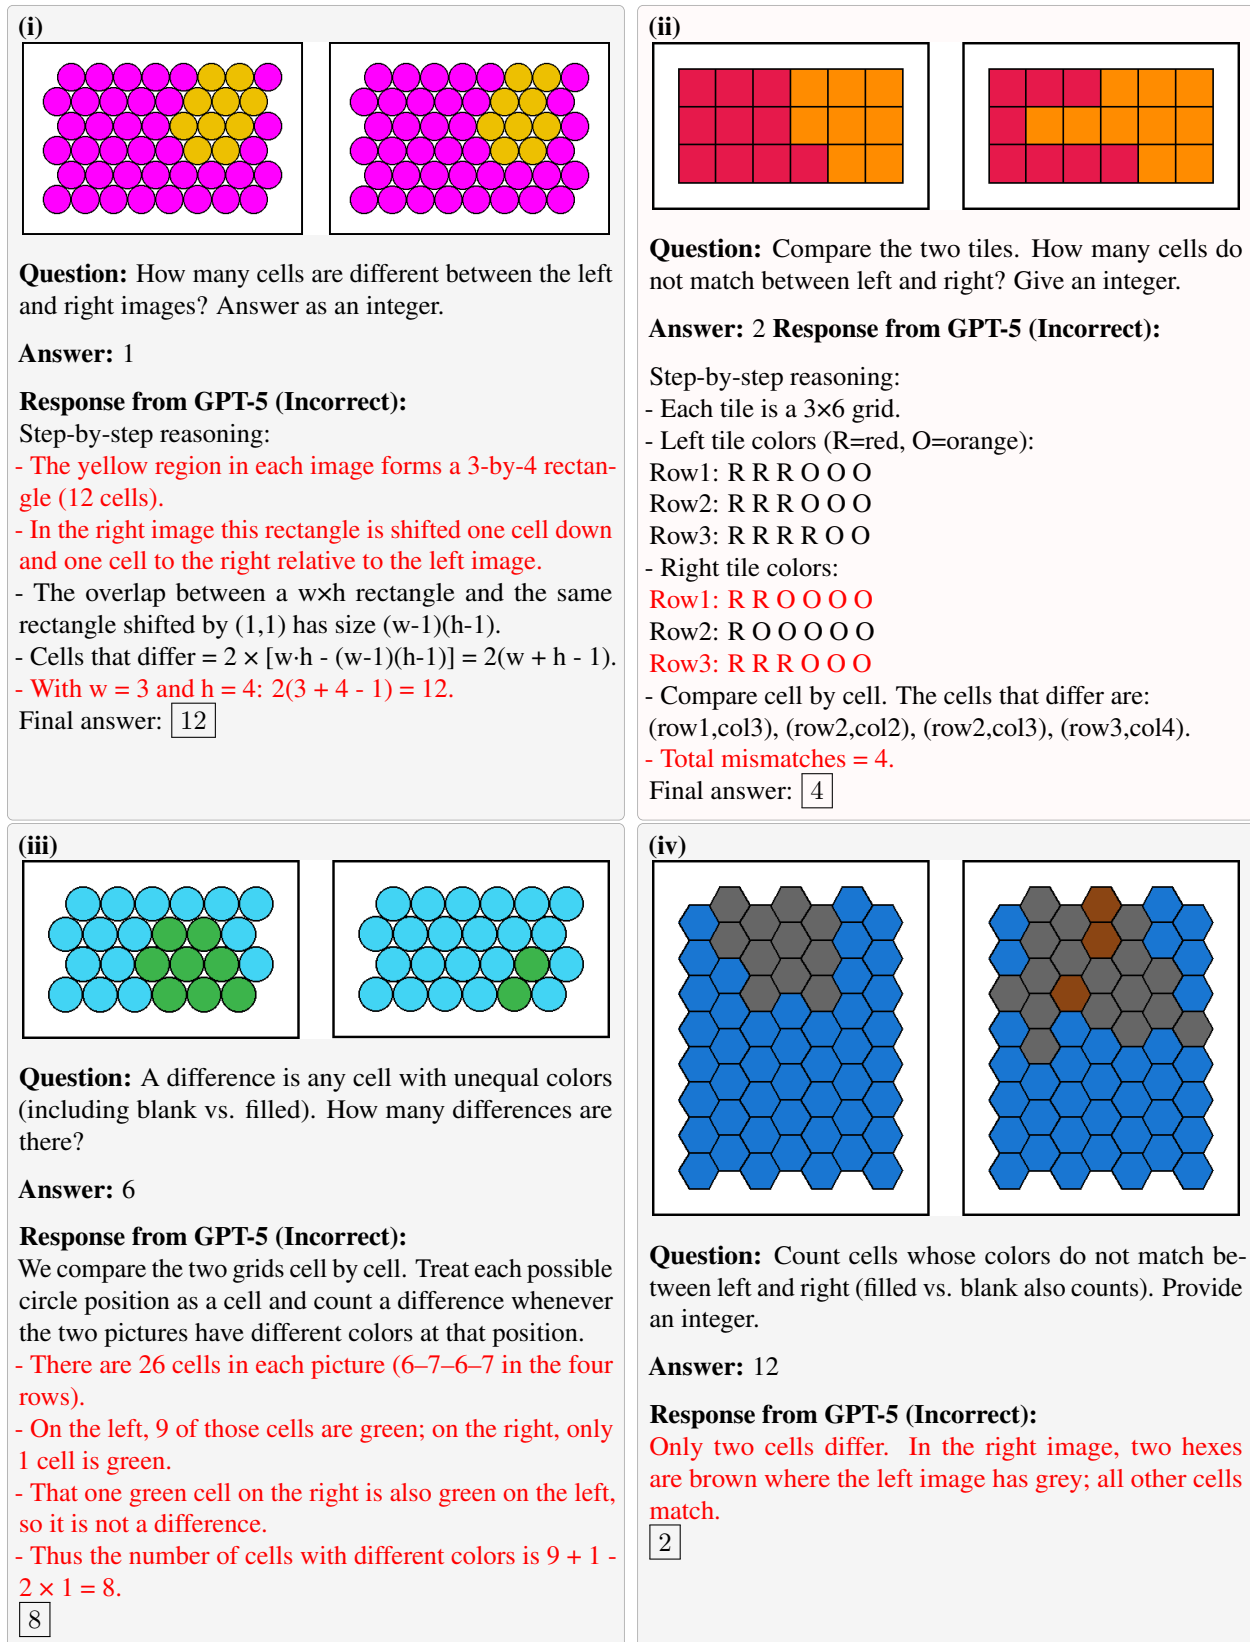 (i)
Question: How many cells are different between the left
and right images? Answer as an integer.
Answer: 1
Response from GPT-5 (Incorrect):
Step-by-step reasoning:
- The yellow region in each image forms a 3-by-4 rectan-
gle (12 cells).
- In the right image this rectangle is shifted one cell down
and one cell to the right relative to the left image.
- The overlap between a w×h rectangle and the same
rectangle shifted by (1,1) has size (w-1)(h-1).
- Cells that differ = 2 × [w·h - (w-1)(h-1)] = 2(w + h - 1).
- With w = 3 and h = 4: 2(3 + 4 - 1) = 12.
Final answer: 12
(ii)
Question: Compare the two tiles. How many cells do
not match between left and right? Give an integer.
Answer: 2 Response from GPT-5 (Incorrect):
Step-by-step reasoning:
- Each tile is a 3×6 grid.
- Left tile colors (R=red, O=orange):
Row1: R R R O O O
Row2: R R R O O O
Row3: R R R R O O
- Right tile colors:
Row1: R R O O O O
Row2: R O O O O O
Row3: R R R O O O
- Compare cell by cell. The cells that differ are:
(row1,col3), (row2,col2), (row2,col3), (row3,col4).
- Total mismatches = 4.
Final answer: 4
(iii)
Question: A difference is any cell with unequal colors
(including blank vs. filled). How many differences are
there?
Answer: 6
Response from GPT-5 (Incorrect):
We compare the two grids cell by cell. Treat each possible
circle position as a cell and count a difference whenever
the two pictures have different colors at that position.
- There are 26 cells in each picture (6–7–6–7 in the four
rows).
- On the left, 9 of those cells are green; on the right, only
1 cell is green.
- That one green cell on the right is also green on the left,
so it is not a difference.
- Thus the number of cells with different colors is 9 + 1 -
2 × 1 = 8.
8
(iv)
Question: Count cells whose colors do not match be-
tween left and right (filled vs. blank also counts). Provide
an integer.
Answer: 12
Response from GPT-5 (Incorrect):
Only two cells differ. In the right image, two hexes
are brown where the left image has grey; all other cells
match.
2